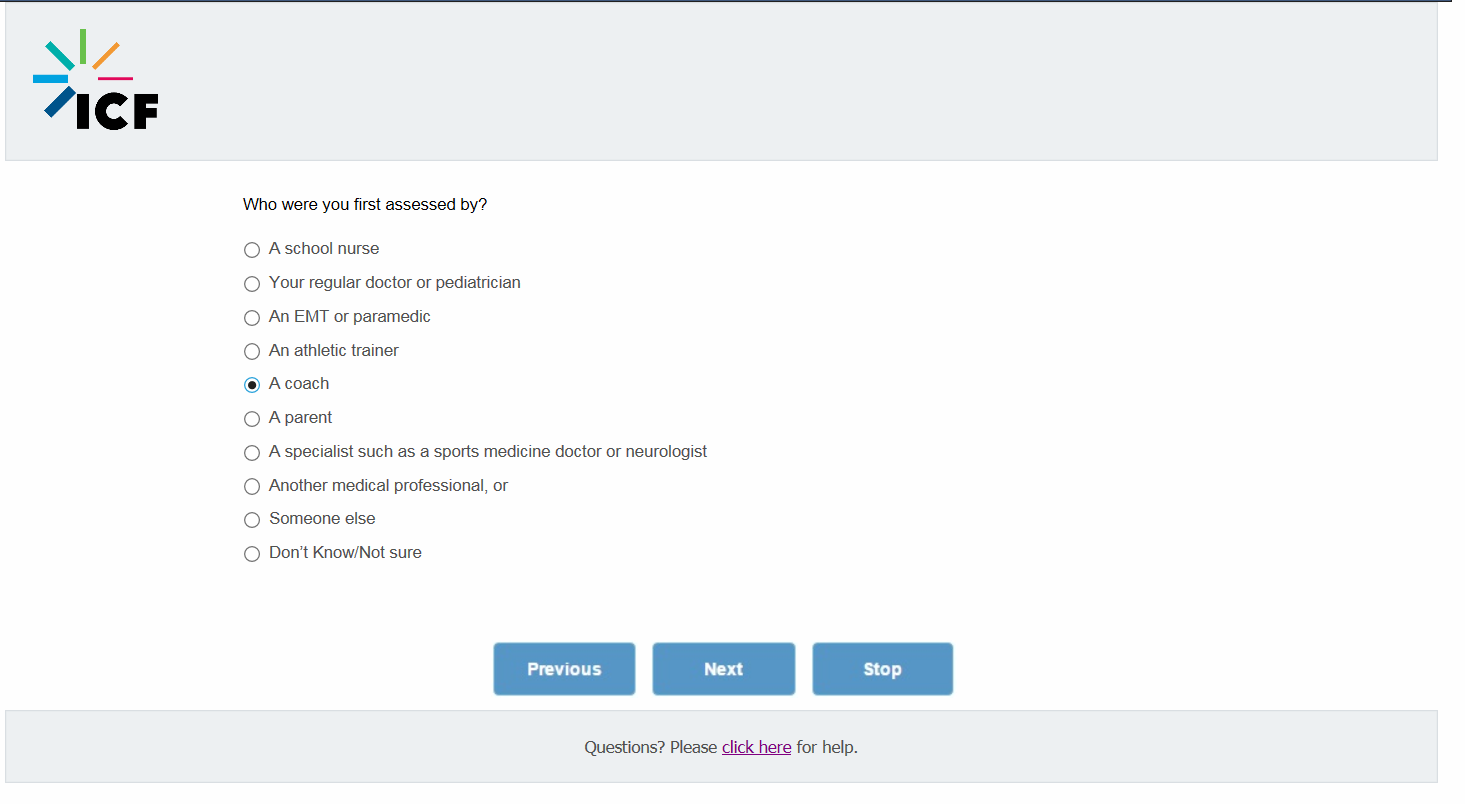 ICF
Who were you first assessed by?
A school nurse
Your regular doctor or pediatrician
An EMT or paramedic
An athletic trainer
A coach
A parent
A specialist such as a sports medicine doctor or neurologist
Another medical professional, or
Someone else
Don’t Know/Not sure
Previous Next Stop
Questions? Please click here for help.